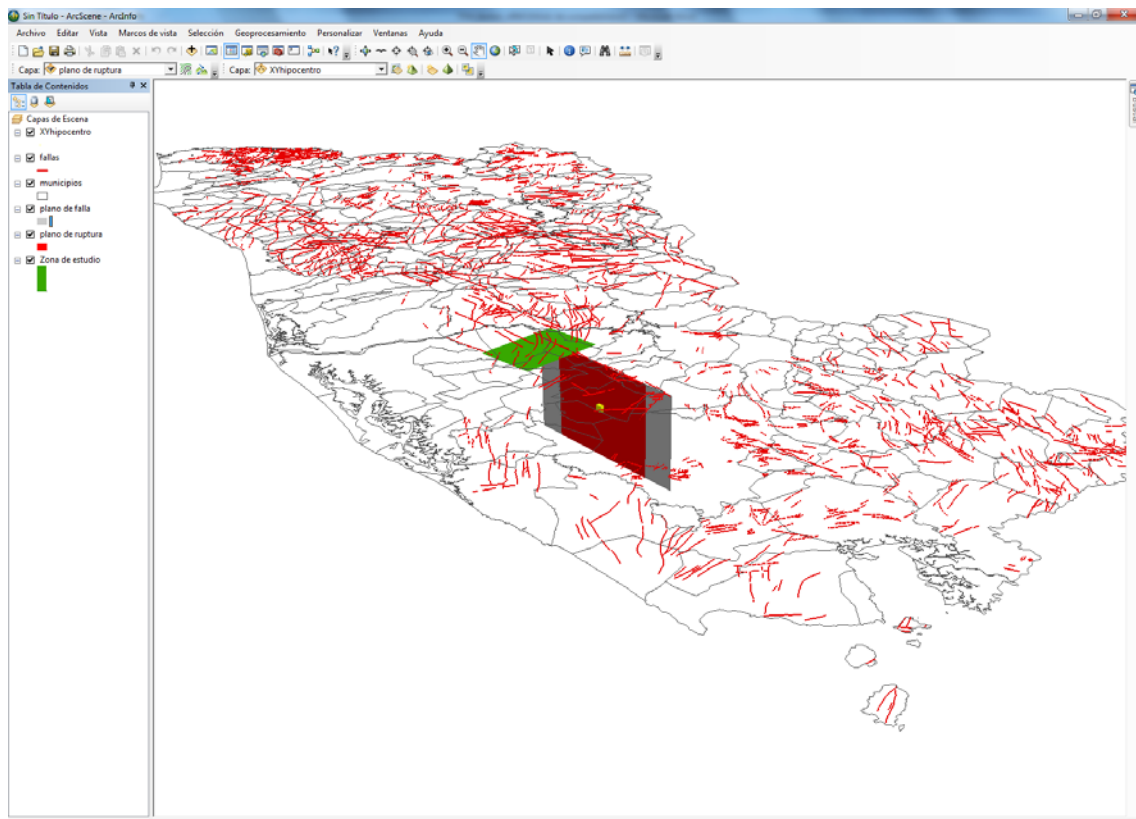 Sin Título - ArcScene - ArcInfo
Archivo Editar Vista Marcos de vista Selección Geoprocesamiento Personalizar Ventanas Ayuda
Capa: plano de ruptura Capa: XYhipocentro
Tabla de Contenidos
Capas de Escena
XYhipocentro
fallas
municipios
plano de falla
plano de ruptura
Zona de estudio